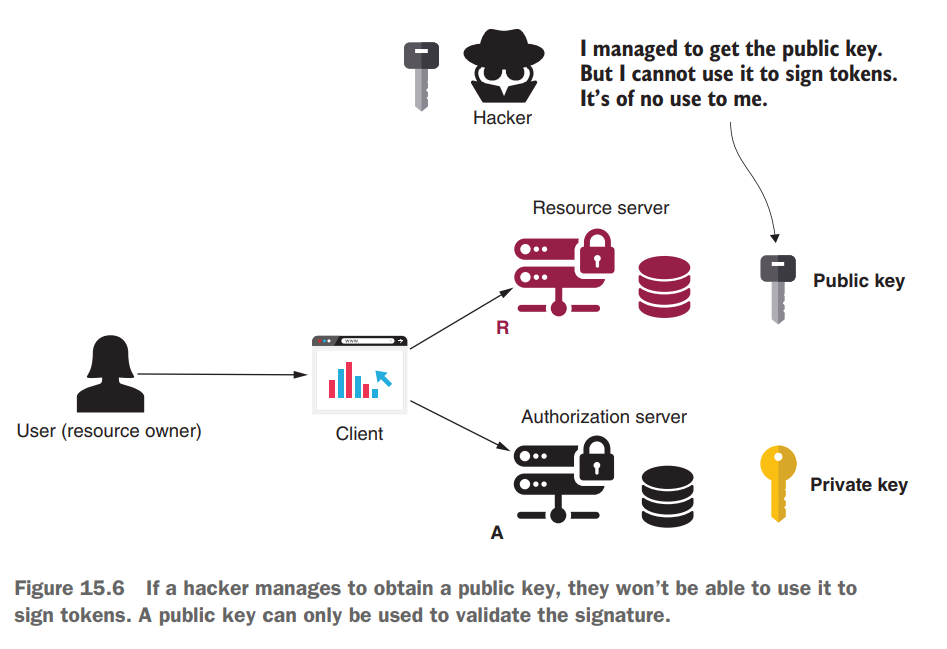 I managed to get the public key.
But I cannot use it to sign tokens.
It's of no use to me.
Hacker
Resource server
Public key
R
www.
User (resource owner)
Client
Authorization server
Private key
A
Figure 15.6 If a hacker manages to obtain a public key, they won't be able to use it to
sign tokens. A public key can only be used to validate the signature.